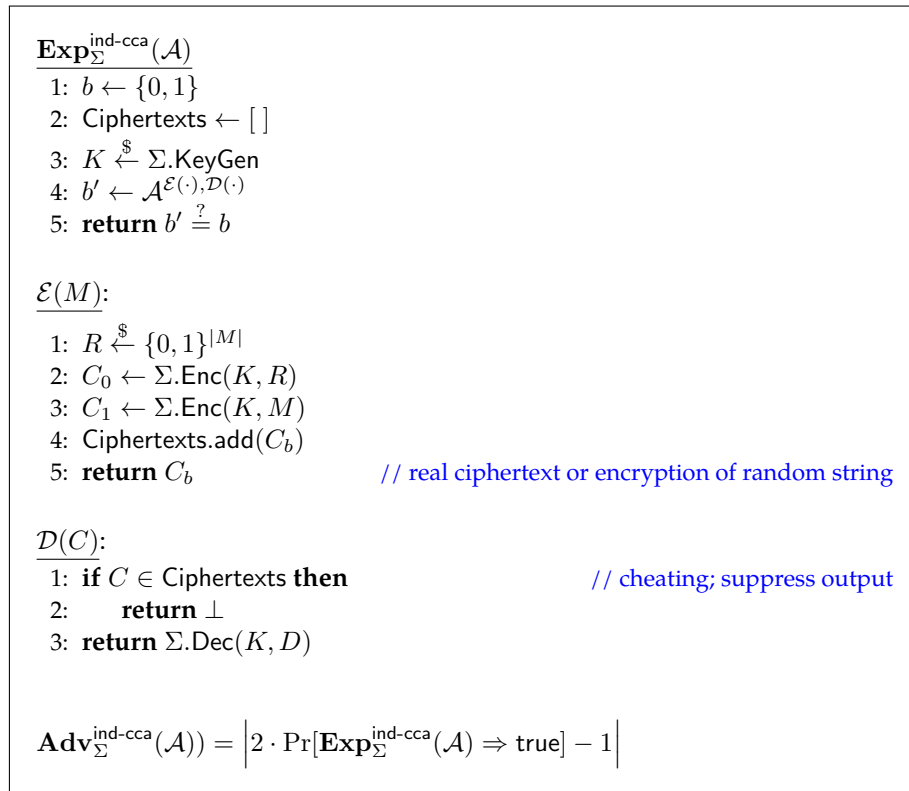 Exp_Σ^ind-cca(𝒜)
1: b ← {0, 1}
2: Ciphertexts ← [ ]
3: K ←$ Σ.KeyGen
4: b′ ← 𝒜^ℰ(·),𝒟(·)
5: return b′ ≟ b
ℰ(M):
1: R ←$ {0, 1}^|M|
2: C₀ ← Σ.Enc(K, R)
3: C₁ ← Σ.Enc(K, M)
4: Ciphertexts.add(C_b)
5: return C_b // real ciphertext or encryption of random string
𝒟(C):
1: if C ∈ Ciphertexts then // cheating; suppress output
2: return ⊥
3: return Σ.Dec(K, D)
Adv_Σ^ind-cca(𝒜)) = |2 · Pr[Exp_Σ^ind-cca(𝒜) ⇒ true] − 1|